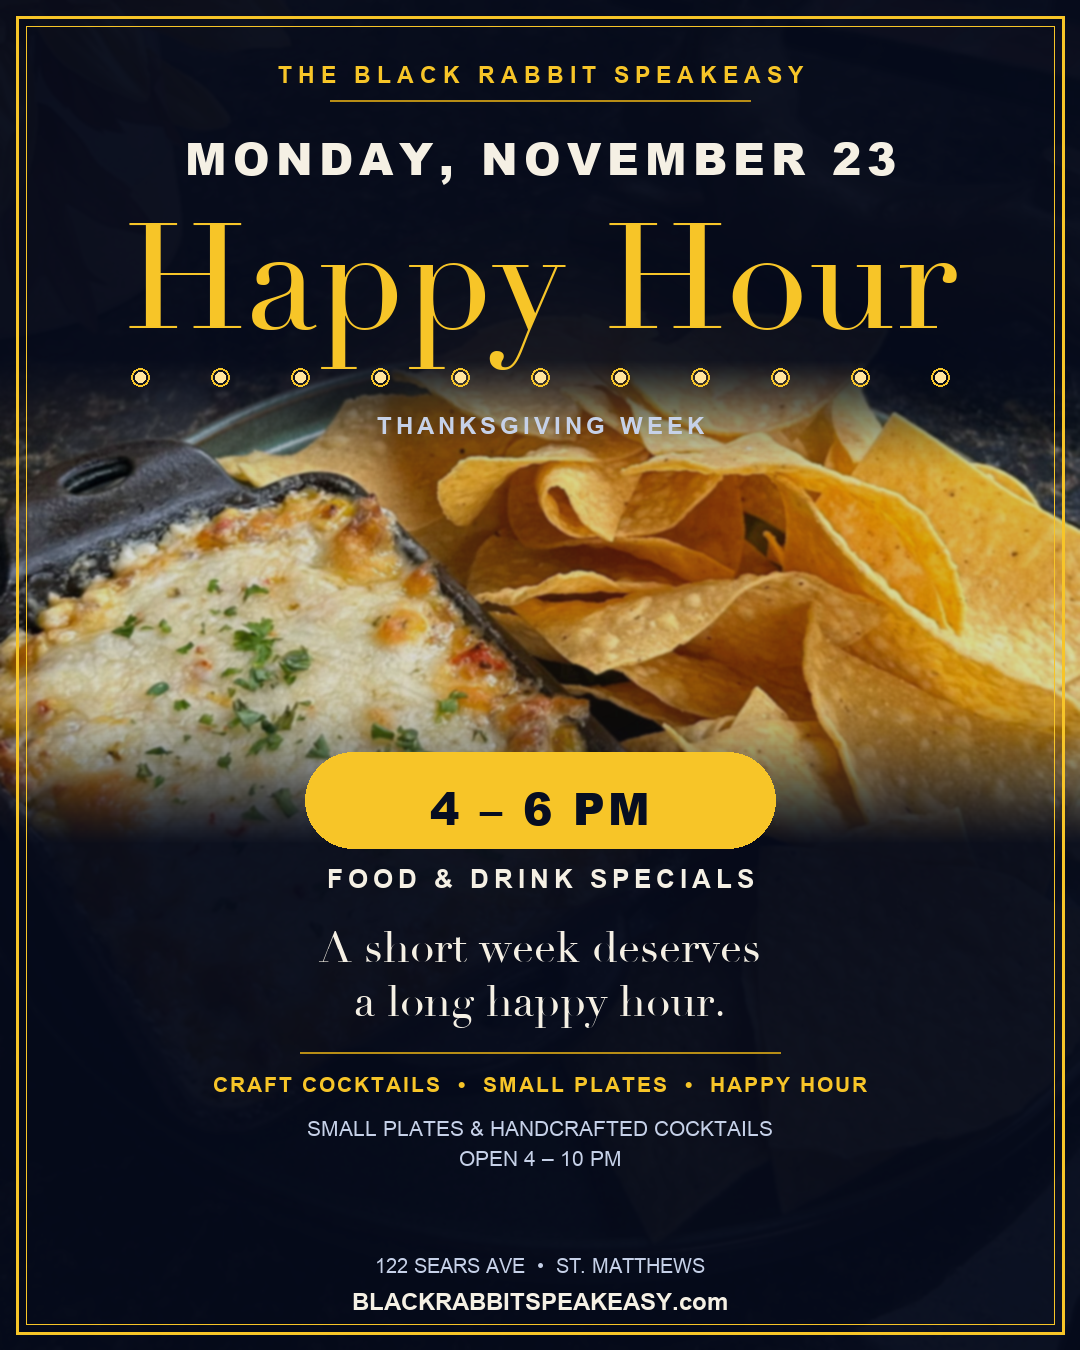 THE BLACK RABBIT SPEAKEASY
MONDAY, NOVEMBER 23
Happy Hour
THANKSGIVING WEEK
4 – 6 PM
FOOD & DRINK SPECIALS
A short week deserves
a long happy hour.
CRAFT COCKTAILS • SMALL PLATES • HAPPY HOUR
SMALL PLATES & HANDCRAFTED COCKTAILS
OPEN 4 – 10 PM
122 SEARS AVE • ST. MATTHEWS
BLACKRABBITSPEAKEASY.com